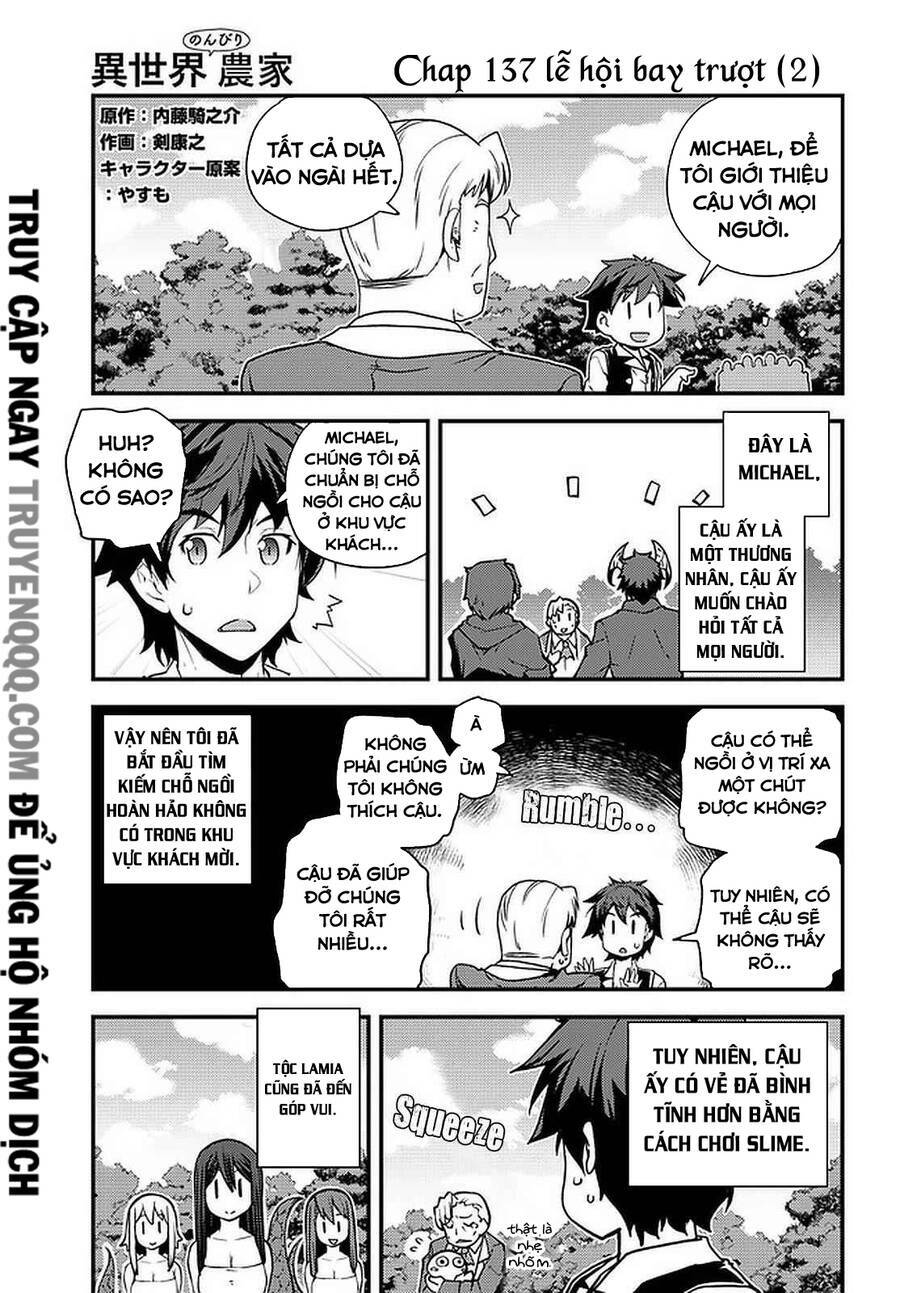 のんびり
異世界 農家
Chap 137 lễ hội bay trượt (2)
原作：内藤騎之介
作画：剣康之
キャラクター原案
：やすも
MICHAEL, ĐỂ
TÔI GIỚI THIỆU
CẬU VỚI MỌI
NGƯỜI.
TẤT CẢ DỰA
VÀO NGÀI HẾT.
HUH?
KHÔNG
CÓ SAO?
MICHAEL,
CHÚNG TÔI ĐÃ
CHUẨN BỊ CHỖ
NGỒI CHO CẬU
Ở KHU VỰC
KHÁCH...
ĐÂY LÀ
MICHAEL,
CẬU ẤY LÀ
MỘT THƯƠNG
NHÂN, CẬU ẤY
MUỐN CHÀO
HỎI TẤT CẢ
MỌI NGƯỜI.
VẬY NÊN TÔI ĐÃ
BẮT ĐẦU TÌM
KIẾM CHỖ NGỒI
HOÀN HẢO KHÔNG
CÓ TRONG KHU
VỰC KHÁCH MỜI.
À
ỪM
KHÔNG
PHẢI CHÚNG
TÔI KHÔNG
THÍCH CẬU.
CẬU ĐÃ GIÚP
ĐỠ CHÚNG
TÔI RẤT
NHIỀU...
Rumble...
CẬU CÓ THỂ
NGỒI Ở VỊ TRÍ XA
MỘT CHÚT
ĐƯỢC KHÔNG?
TUY NHIÊN, CÓ
THỂ CẬU SẼ
KHÔNG THẤY
RÕ...
TỘC LAMIA
CŨNG ĐÃ ĐẾN
GÓP VUI.
TUY NHIÊN, CẬU
ẤY CÓ VẺ ĐÃ BÌNH
TĨNH HƠN BẰNG
CÁCH CHƠI SLIME.
Squeeze
thật là
nhẹ
nhõm
TRUY CẬP NGAY TRUYENQQQ.COM ĐỂ ỦNG HỘ NHÓM DỊCH